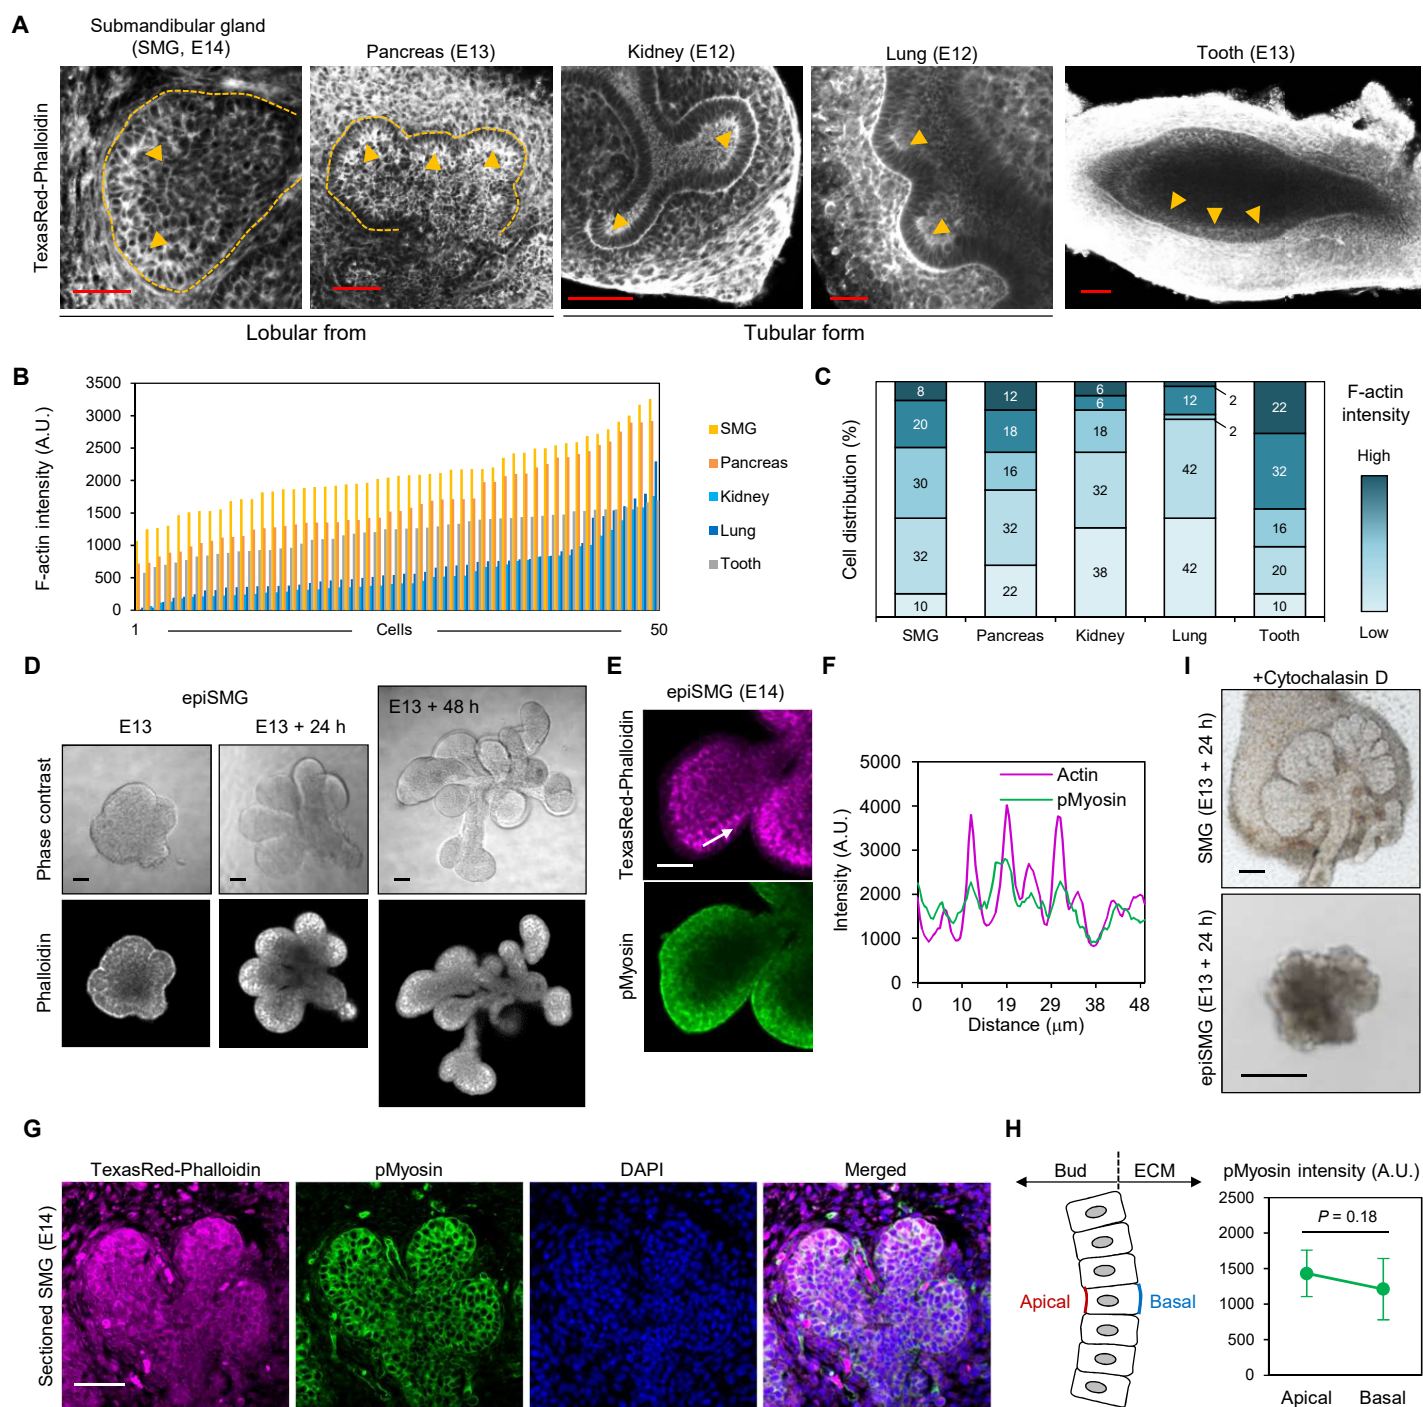 A
Submandibular gland
(SMG, E14)
Pancreas (E13)
Kidney (E12)
Lung (E12)
Tooth (E13)
TexasRed-Phalloidin
Lobular from
Tubular form
B
F-actin intensity (A.U.)
3500
3000
2500
2000
1500
1000
500
0
1
Cells
50
SMG
Pancreas
Kidney
Lung
Tooth
C
Cell distribution (%)
8
20
30
32
10
12
18
16
32
22
6
6
18
32
38
2
12
2
42
42
22
32
16
20
10
SMG
Pancreas
Kidney
Lung
Tooth
F-actin
intensity
High
Low
D
epiSMG
E13
E13 + 24 h
E13 + 48 h
Phase contrast
Phalloidin
E
epiSMG (E14)
TexasRed-Phalloidin
pMyosin
F
Intensity (A.U.)
5000
4000
3000
2000
1000
0
Actin
pMyosin
0
10
19
29
38
48
Distance (μm)
I
+Cytochalasin D
SMG (E13 + 24 h)
epiSMG (E13 + 24 h)
G
TexasRed-Phalloidin
pMyosin
DAPI
Merged
Sectioned SMG (E14)
H
Bud
ECM
Apical
Basal
pMyosin intensity (A.U.)
2500
2000
1500
1000
500
0
P = 0.18
Apical
Basal